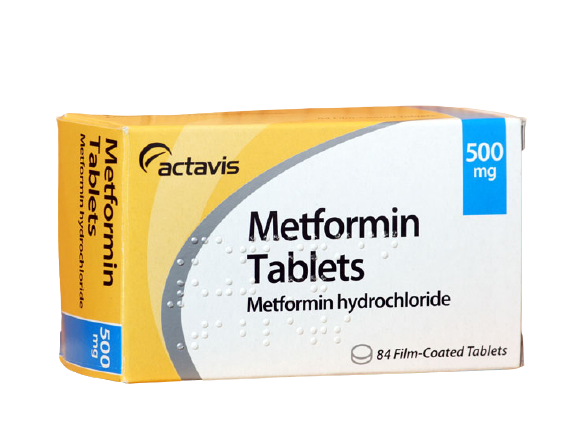 Metformin
Tablets
Metformin hydrochloride
500
mg
actavis
500
mg
Metformin
Tablets
Metformin hydrochloride
84 Film-Coated Tablets